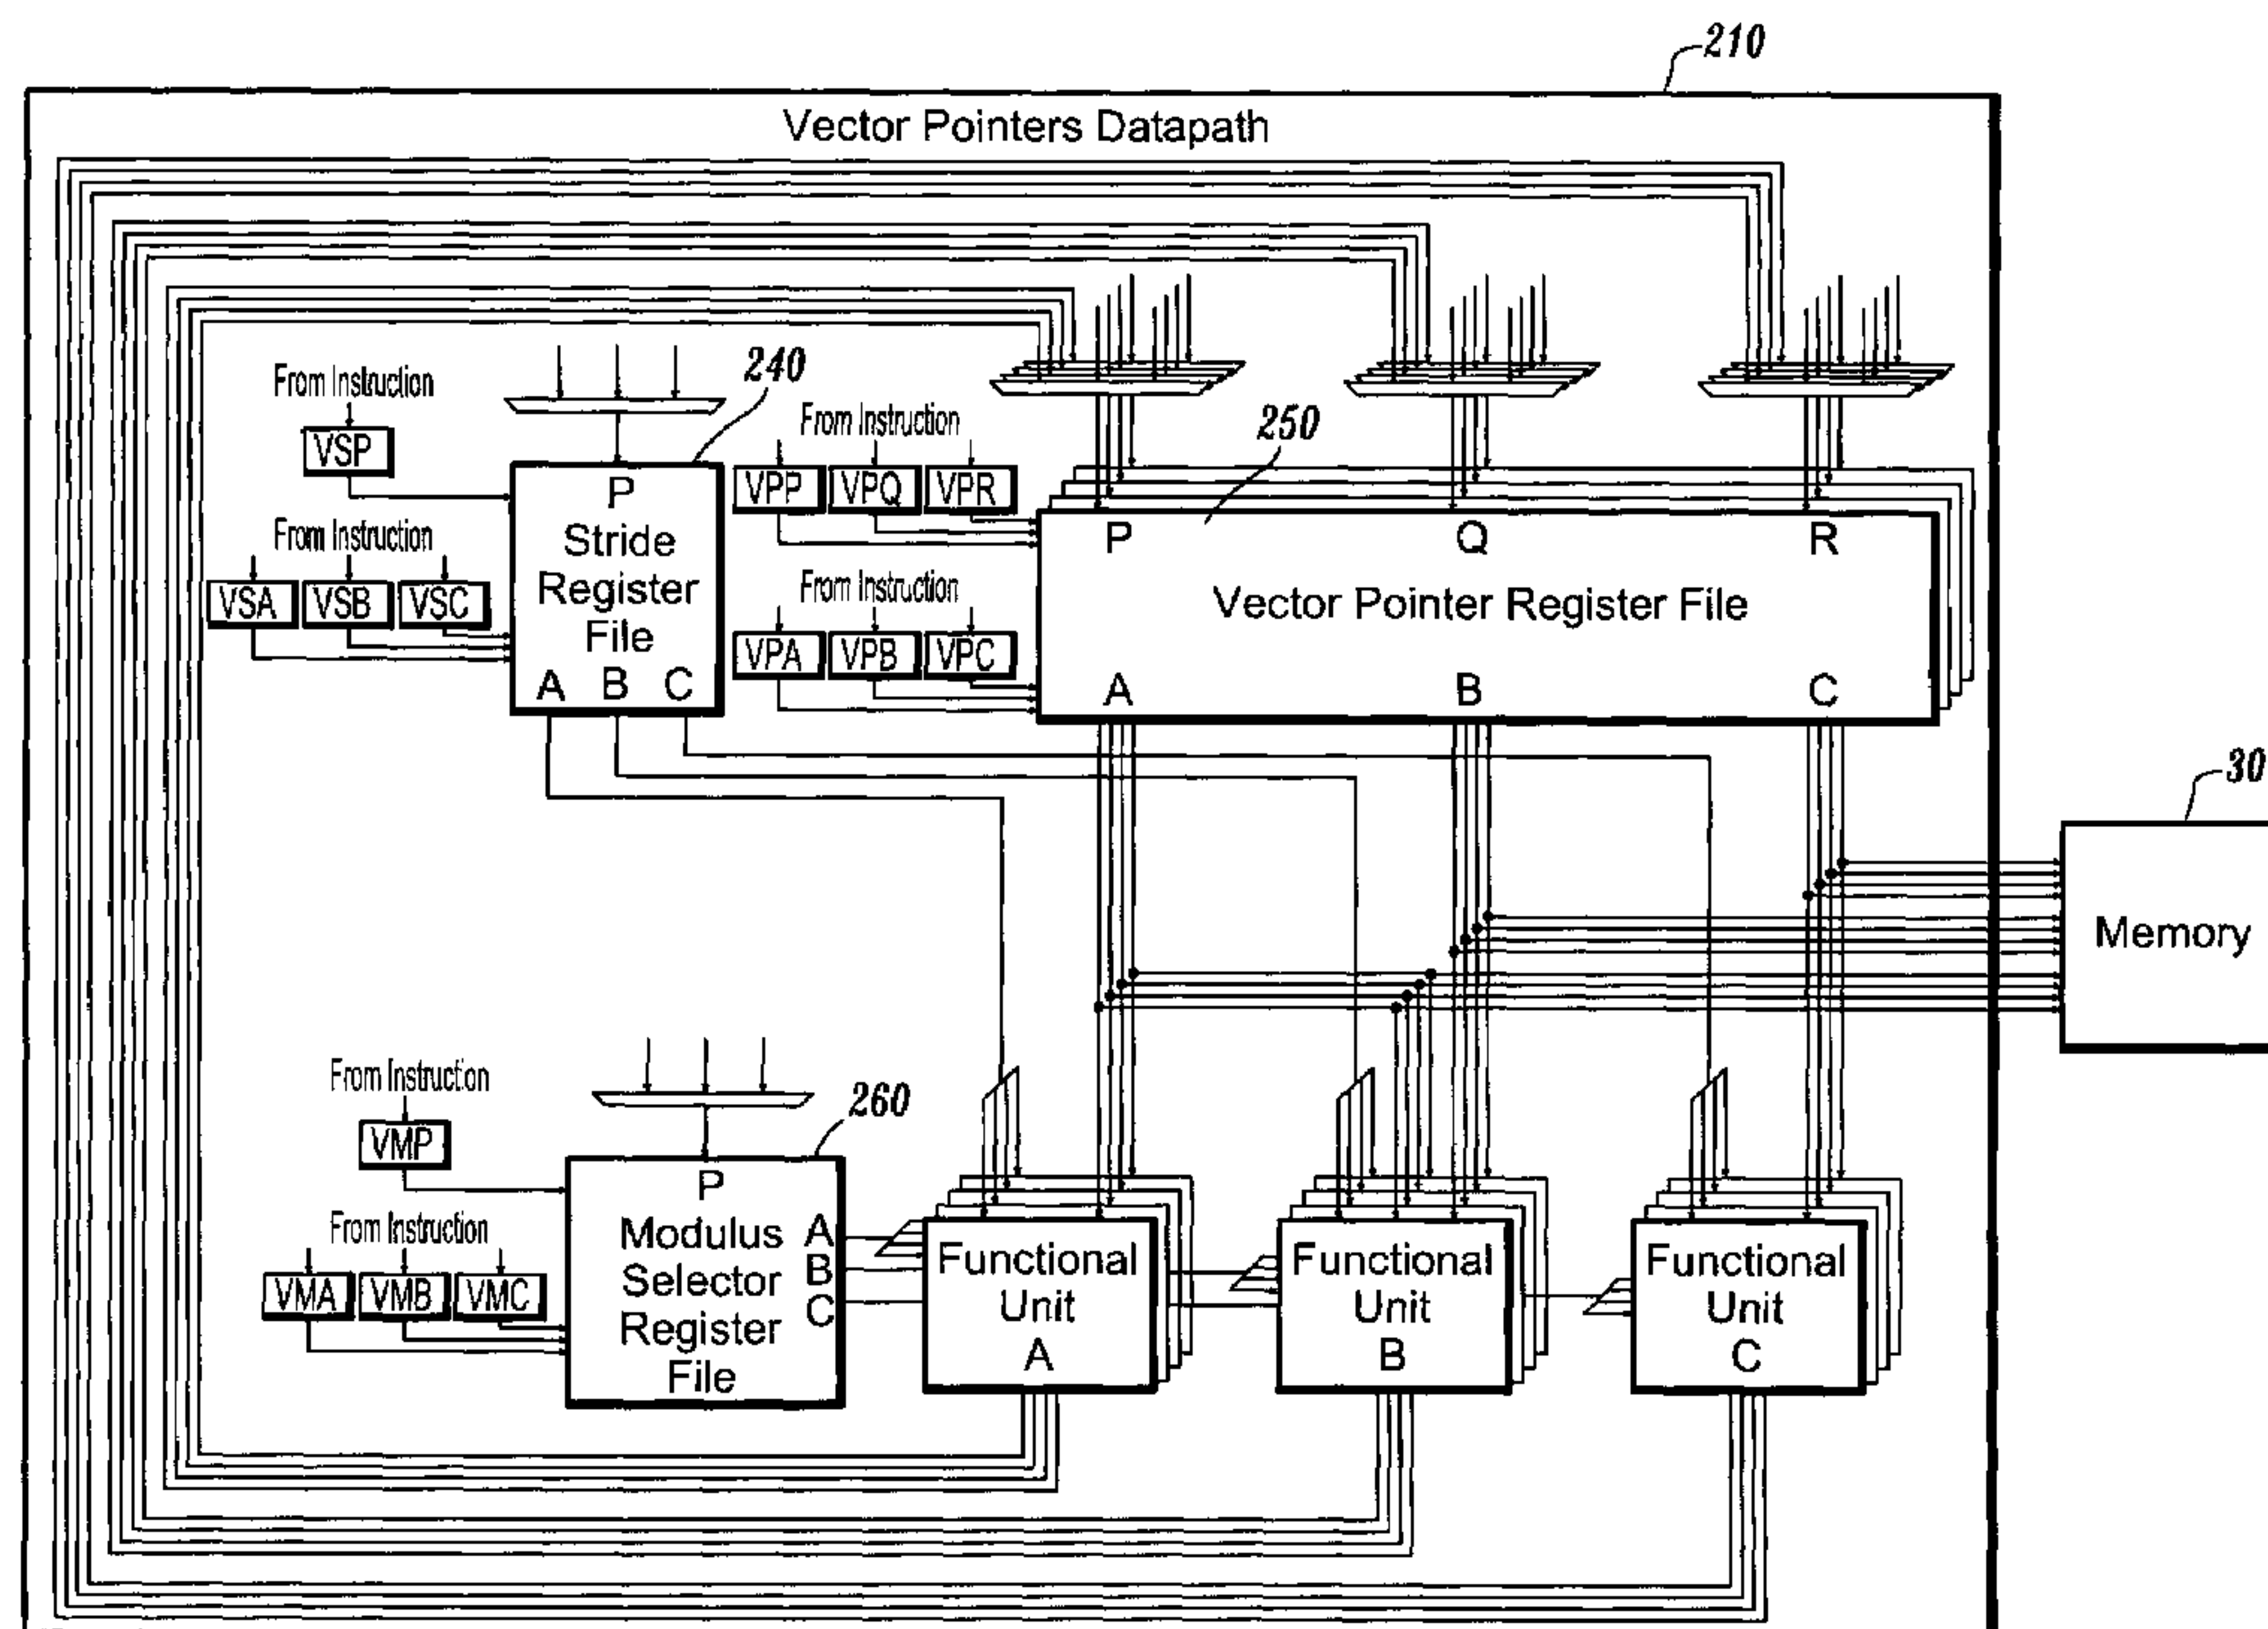 210
Vector Pointers Datapath
From Instruction
VSP
240
P
Stride
Register
File
A B C
From Instruction
VSA VSB VSC
From Instruction
VPP VPQ VPR
From Instruction
VPA VPB VPC
250
P Q R
Vector Pointer Register File
A B C
30
Memory
From Instruction
VMP
From Instruction
VMA VMB VMC
260
P
Modulus
Selector
Register
File
A
B
C
Functional
Unit
A
Functional
Unit
B
Functional
Unit
C